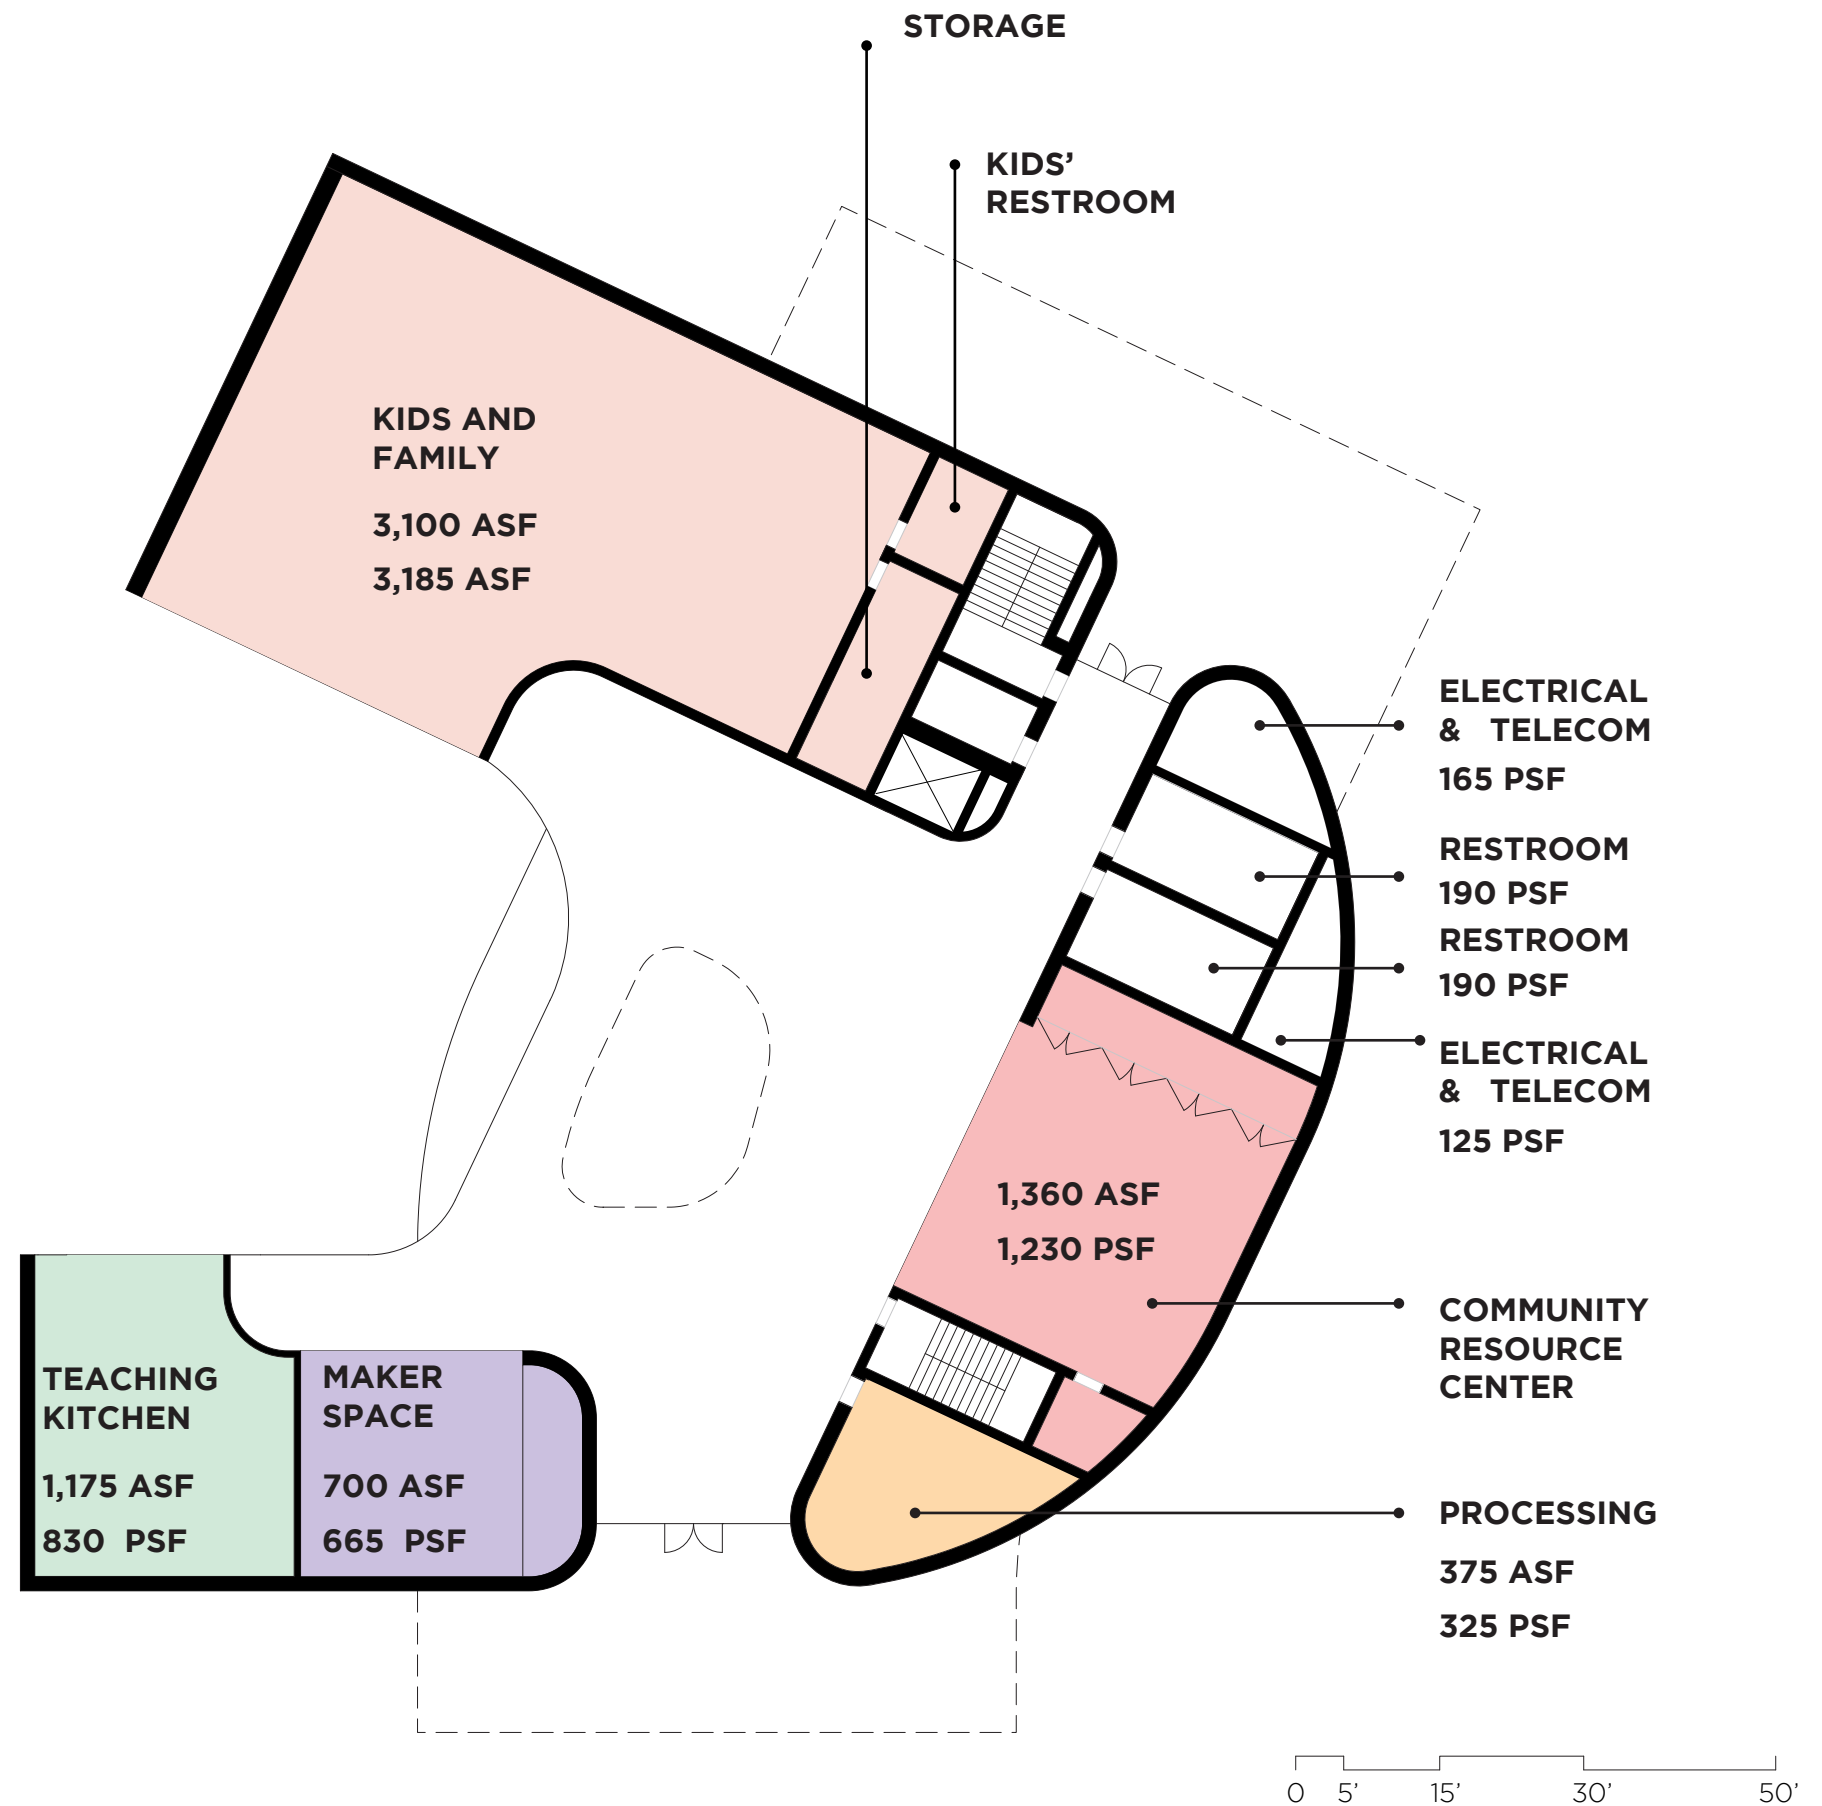 STORAGE
KIDS’
RESTROOM
KIDS AND
FAMILY
3,100 ASF
3,185 ASF
ELECTRICAL
& TELECOM
165 PSF
RESTROOM
190 PSF
RESTROOM
190 PSF
ELECTRICAL
& TELECOM
125 PSF
1,360 ASF
1,230 PSF
COMMUNITY
RESOURCE
CENTER
TEACHING
KITCHEN
1,175 ASF
830 PSF
MAKER
SPACE
700 ASF
665 PSF
PROCESSING
375 ASF
325 PSF
0 5’ 15’ 30’ 50’